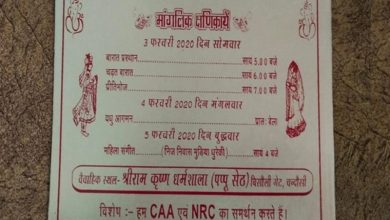 मांगलिक क्षणिकायें
3 फरवरी 2020 दिन सोमवार
बारात प्रस्थान सायं 5.00 बजे
चढ़त बारात सायं 6.00 बजे
प्रीतिभोज सायं 7.00 बजे
4 फरवरी 2020 दिन मंगलवार
वधु आगमन प्रातः बेला
5 फरवरी 2020 दिन बुद्धवार
महिला संगीत (निज निवास मुड़िया धुरेकी) सायं 4 बजे
वैवाहिक स्थल- श्रीराम कृष्ण धर्मशाला (पप्पू सेठ) बिसौली गेट, चन्दौसी
विशेष :- हम CAA एवं NRC का समर्थन करते हैं